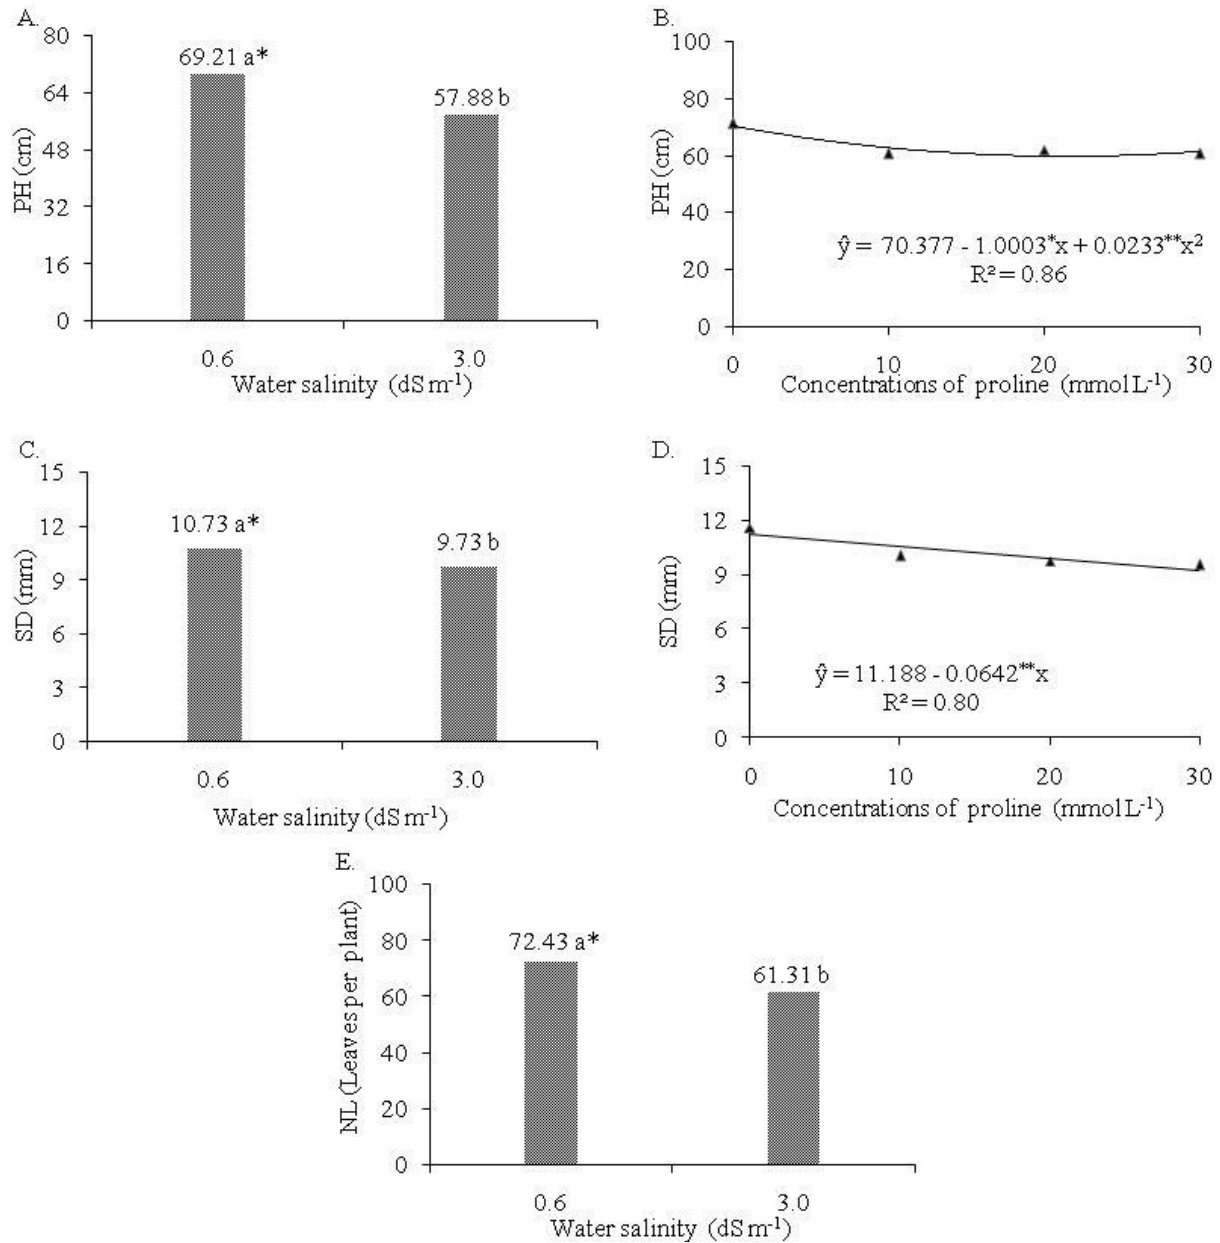 A.
80
64
48
32
16
0
PH (cm)
69.21 a*
57.88 b
0.6 3.0
Water salinity (dS m⁻¹)
B.
100
80
60
40
20
0
PH (cm)
ŷ = 70.377 - 1.0003*x + 0.0233**x²
R² = 0.86
0 10 20 30
Concentrations of proline (mmol L⁻¹)
C.
15
12
9
6
3
0
SD (mm)
10.73 a*
9.73 b
0.6 3.0
Water salinity (dS m⁻¹)
D.
15
12
9
6
3
0
SD (mm)
ŷ = 11.188 - 0.0642**x
R² = 0.80
0 10 20 30
Concentrations of proline (mmol L⁻¹)
E.
100
80
60
40
20
0
NL (Leaves per plant)
72.43 a*
61.31 b
0.6 3.0
Water salinity (dS m⁻¹)